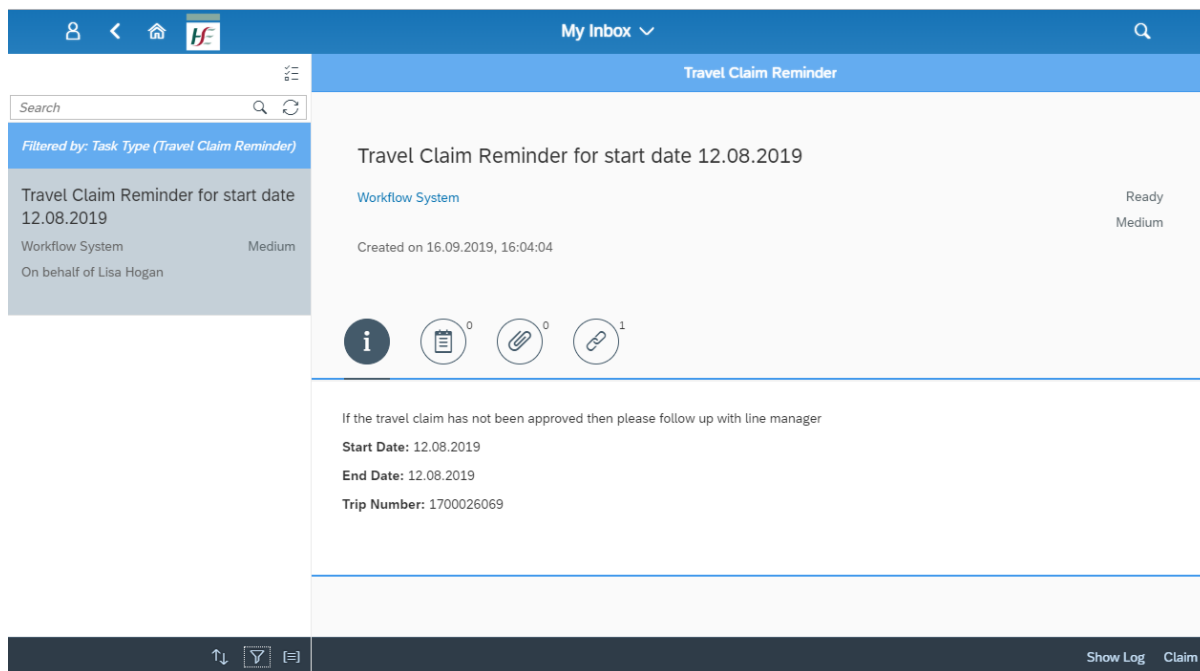 HSE
My Inbox
Travel Claim Reminder
Search
Filtered by: Task Type (Travel Claim Reminder)
Travel Claim Reminder for start date
12.08.2019
Workflow System Medium
On behalf of Lisa Hogan
Travel Claim Reminder for start date 12.08.2019
Workflow System Ready
Medium
Created on 16.09.2019, 16:04:04
i 0 0 1
If the travel claim has not been approved then please follow up with line manager
Start Date: 12.08.2019
End Date: 12.08.2019
Trip Number: 1700026069
Show Log Claim